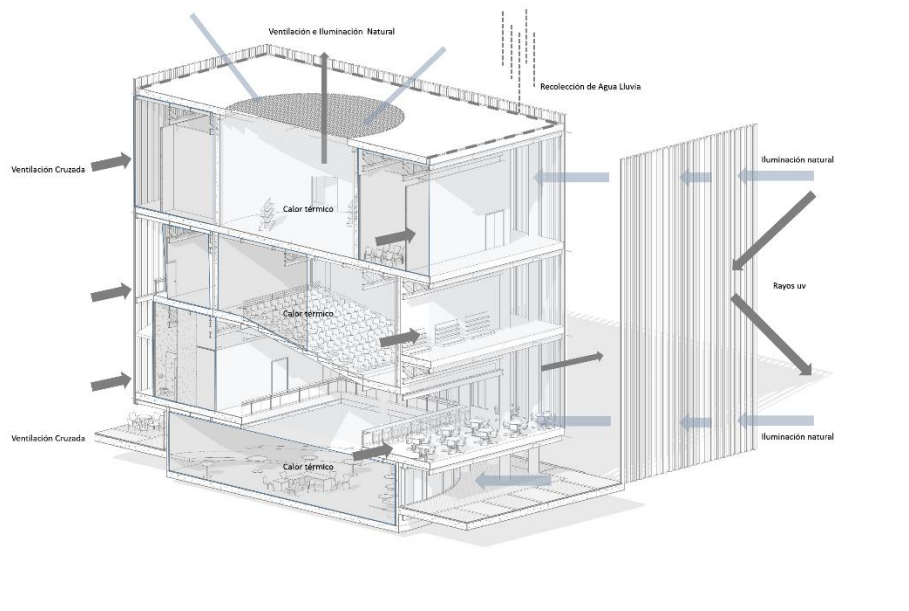 Ventilación e Iluminación Natural
Recolección de Agua Lluvia
Iluminación natural
Ventilación Cruzada
Calor térmico
Rayos uv
Calor térmico
Iluminación natural
Ventilación Cruzada
Calor térmico